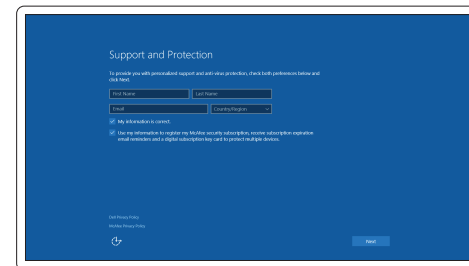 Support and Protection
To provide you with personalized support and anti-virus protection, check both preferences below and
click Next.
First Name
Last Name
Email
Country/Region
My information is correct.
Use my information to register my McAfee security subscription, receive subscription expiration
email reminders and a digital subscription key card to protect multiple devices.
Dell Privacy Policy
McAfee Privacy Policy
Next